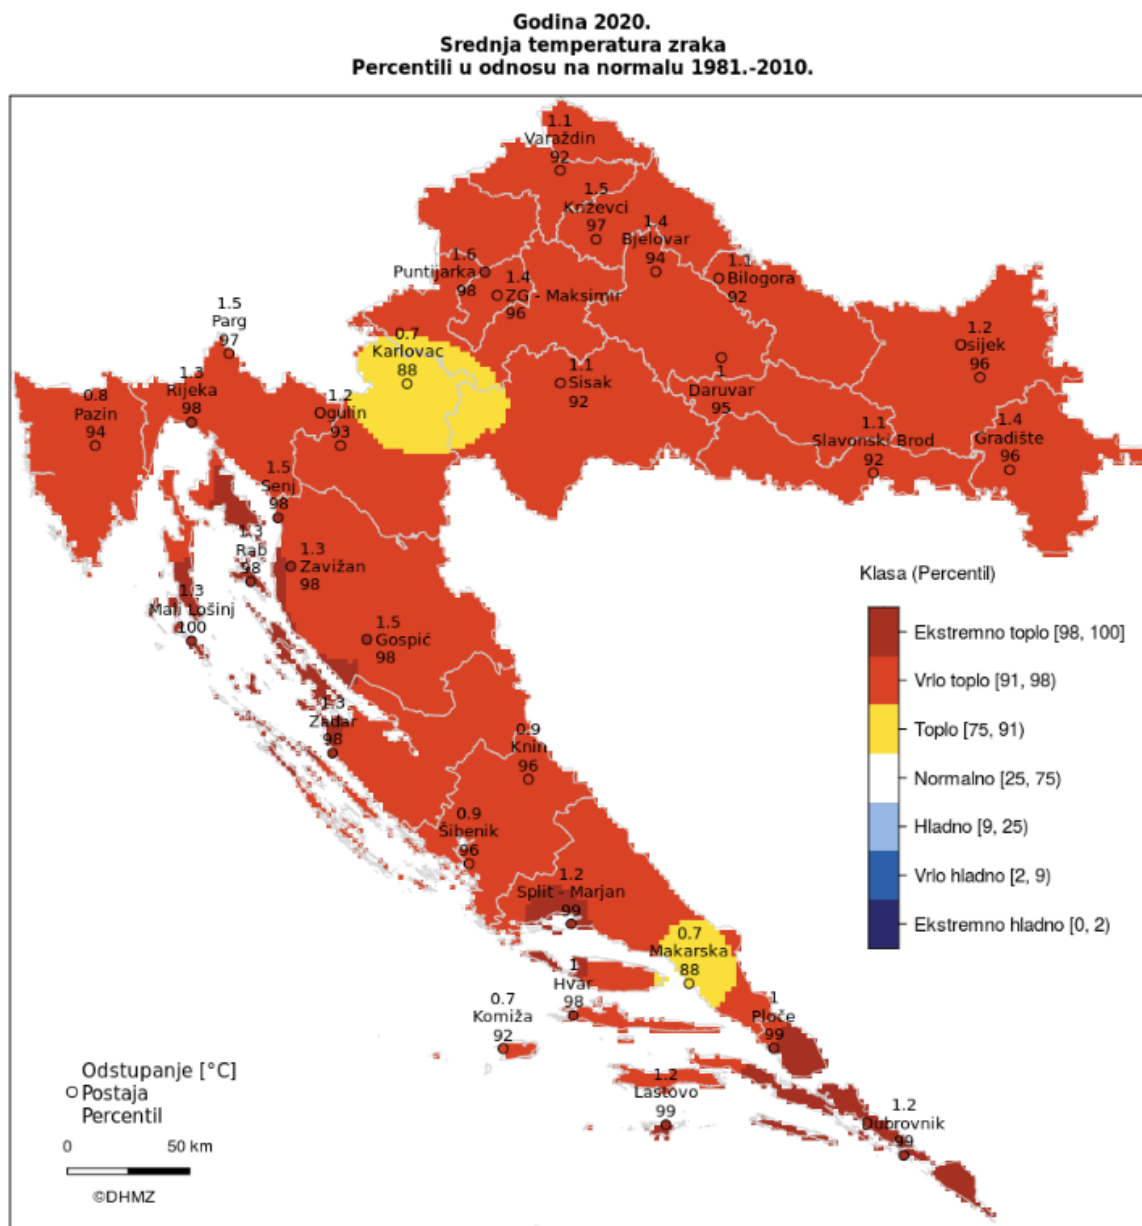 Godina 2020.
Srednja temperatura zraka
Percentili u odnosu na normalu 1981.-2010.
1.1
Varaždin
92
1.5
Križevci
97
1.4
Bjelovar
94
1.1
Bilogora
92
1.6
Puntijarka
98
1.4
ZG - Maksimir
96
1.5
Parg
97
0.7
Karlovac
88
1.2
Osijek
96
1.3
Rijeka
98
0.8
Pazin
94
1.2
Ogulin
93
1.1
Sisak
92
1
Daruvar
95
1.1
Slavonski Brod
92
1.4
Gradište
96
1.5
Senj
98
1.3
Rab
98
1.3
Zavižan
98
1.3
Mali Lošinj
100
1.5
Gospić
98
1.3
Zadar
98
0.9
Knin
96
0.9
Šibenik
96
1.2
Split - Marjan
99
0.7
Makarska
88
1
Hvar
98
0.7
Komiža
92
1
Ploče
99
1.2
Lastovo
99
1.2
Dubrovnik
99
Klasa (Percentil)
Ekstremno toplo [98, 100]
Vrlo toplo [91, 98)
Toplo [75, 91)
Normalno [25, 75)
Hladno [9, 25)
Vrlo hladno [2, 9)
Ekstremno hladno [0, 2)
Odstupanje [°C]
Postaja
Percentil
0 50 km
©DHMZ